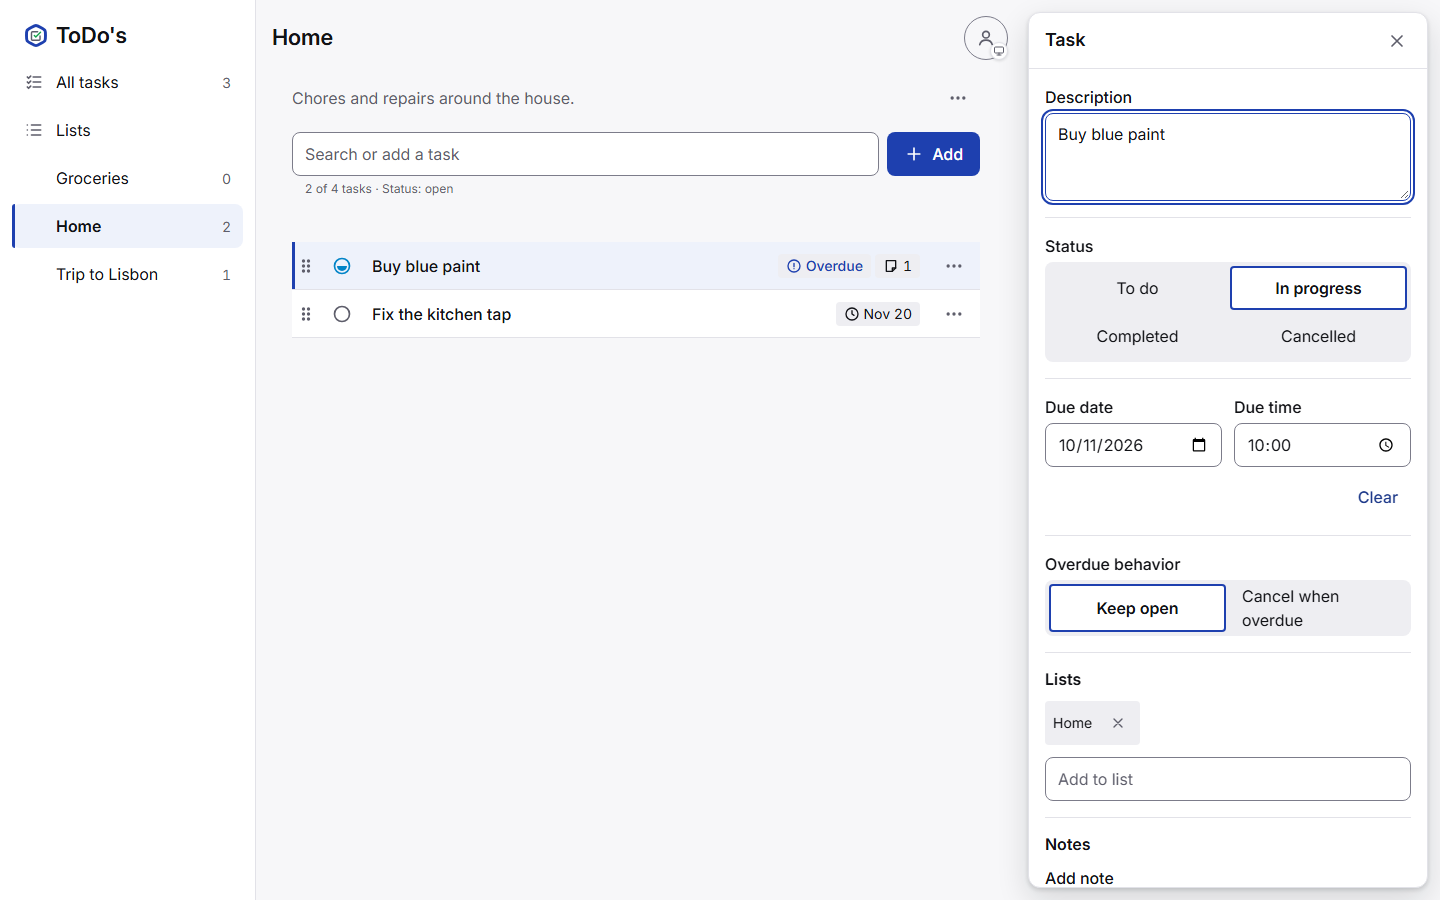 ToDo's
All tasks 3
Lists
Groceries 0
Home 2
Trip to Lisbon 1
Home
Chores and repairs around the house.
Search or add a task
Add
2 of 4 tasks · Status: open
Buy blue paint Overdue 1
Fix the kitchen tap Nov 20
Task
Description
Buy blue paint
Status
To do In progress
Completed Cancelled
Due date Due time
10/11/2026 10:00
Clear
Overdue behavior
Keep open Cancel when
overdue
Lists
Home
Add to list
Notes
Add note